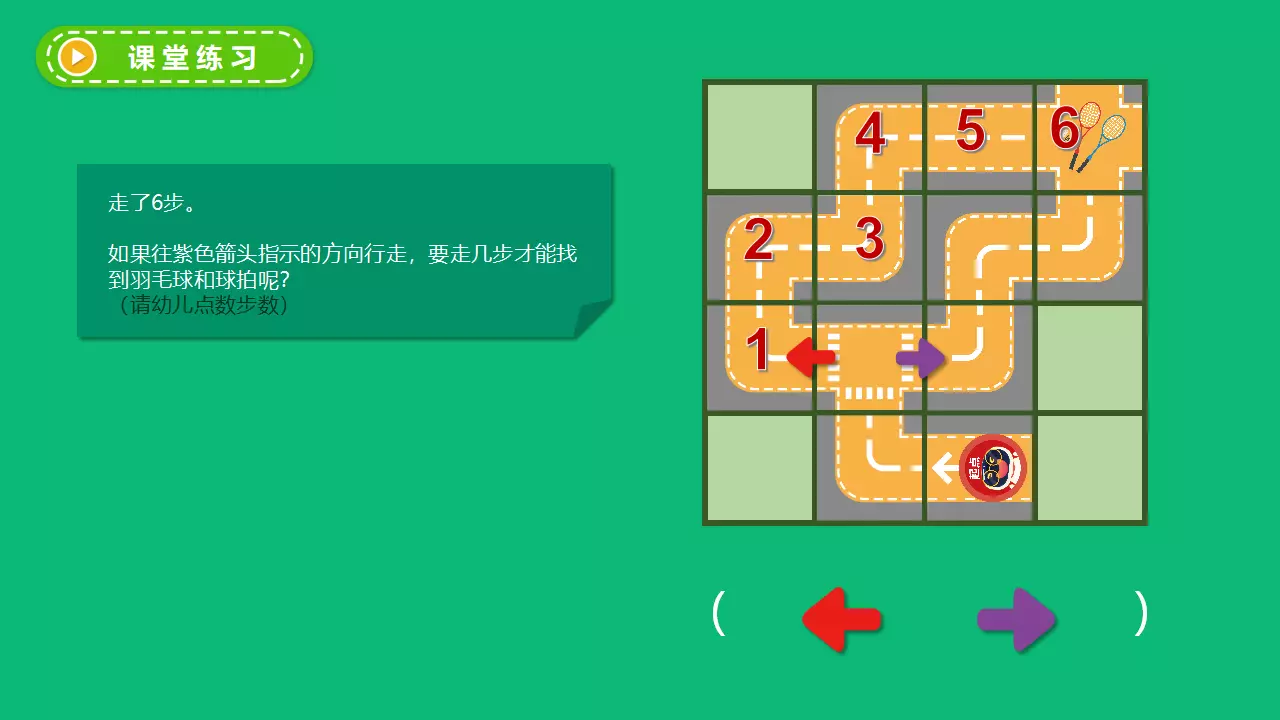 课堂练习
走了6步。
如果往紫色箭头指示的方向行走，要走几步才能找
到羽毛球和球拍呢？
（请幼儿点数步数）
4 5 6
2 3
1
起点
( )